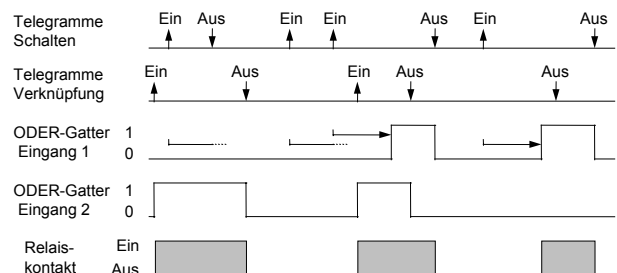 Telegramme Schalten
Ein Aus Ein Ein Aus Ein Aus
Telegramme Verknüpfung
Ein Aus Ein Aus Aus
ODER-Gatter 1
Eingang 1 0
ODER-Gatter 1
Eingang 2 0
Relais- Ein
kontakt Aus